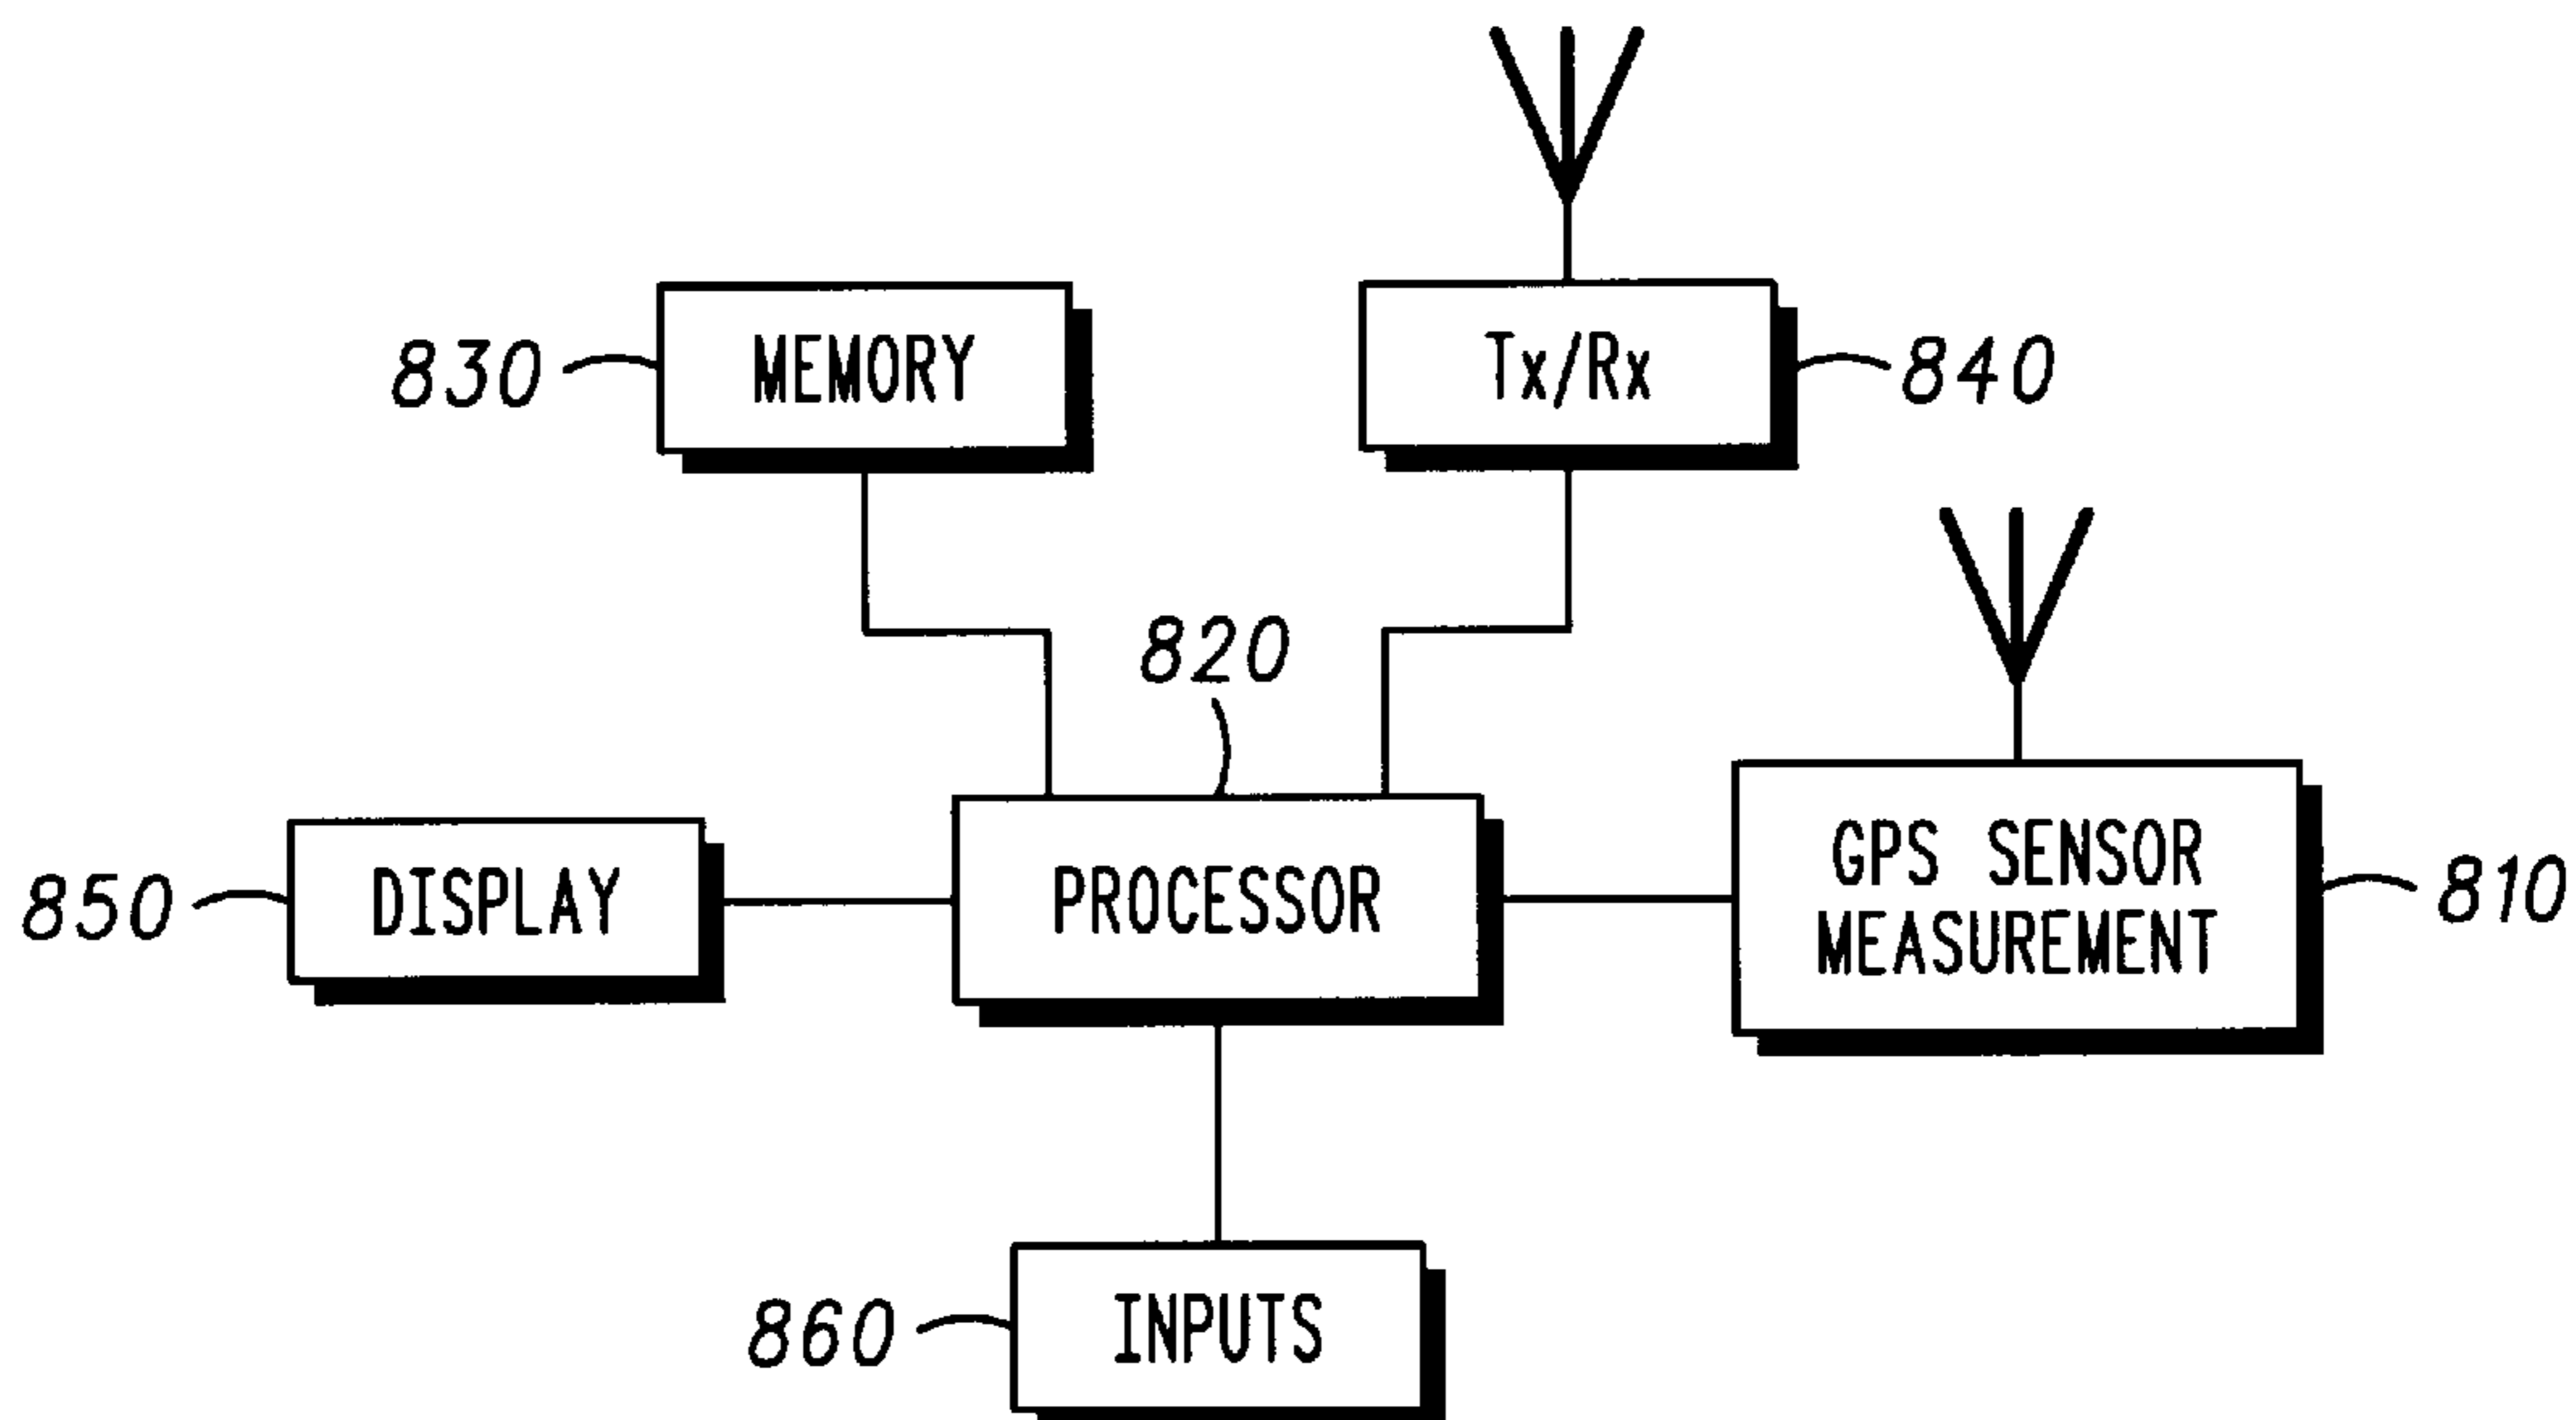 830
MEMORY
Tx/Rx
840
820
850
DISPLAY
PROCESSOR
GPS SENSOR
MEASUREMENT
810
860
INPUTS